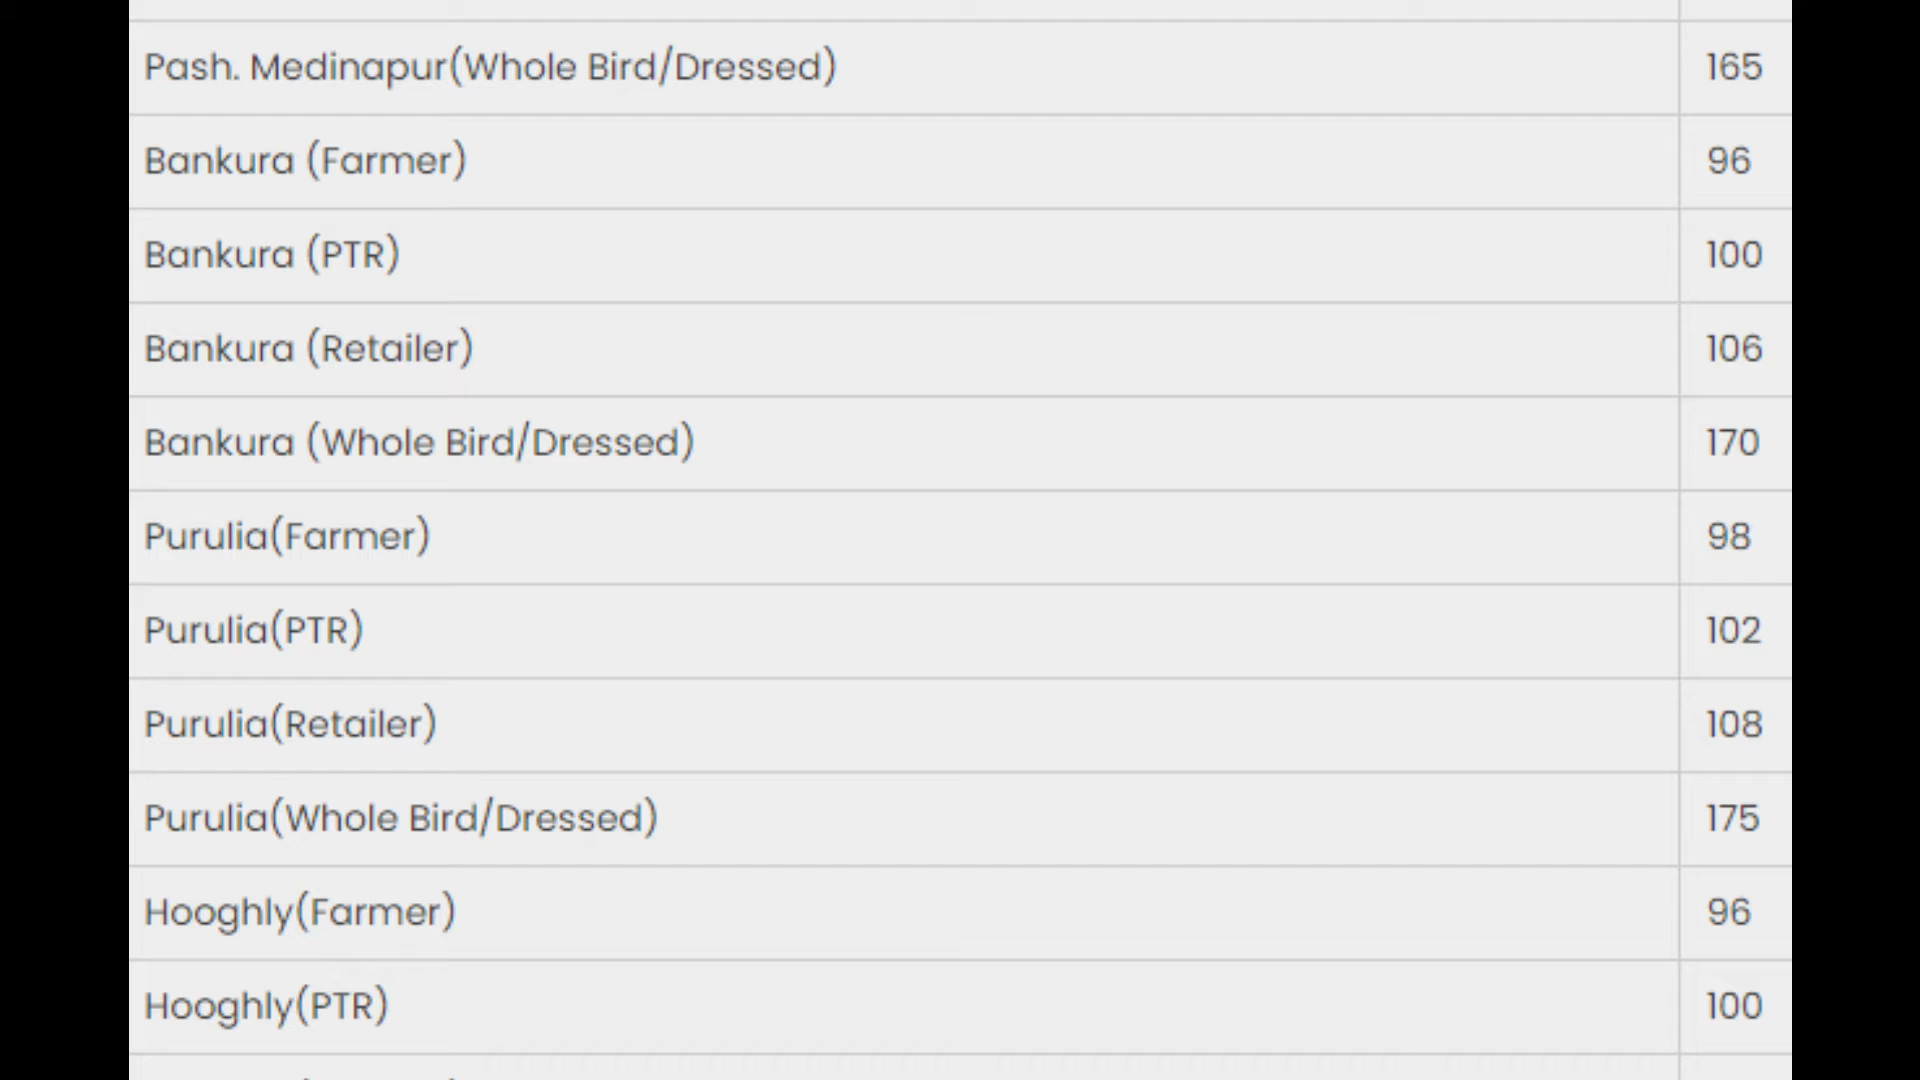 Pash. Medinapur(Whole Bird/Dressed) 165
Bankura (Farmer) 96
Bankura (PTR) 100
Bankura (Retailer) 106
Bankura (Whole Bird/Dressed) 170
Purulia(Farmer) 98
Purulia(PTR) 102
Purulia(Retailer) 108
Purulia(Whole Bird/Dressed) 175
Hooghly(Farmer) 96
Hooghly(PTR) 100